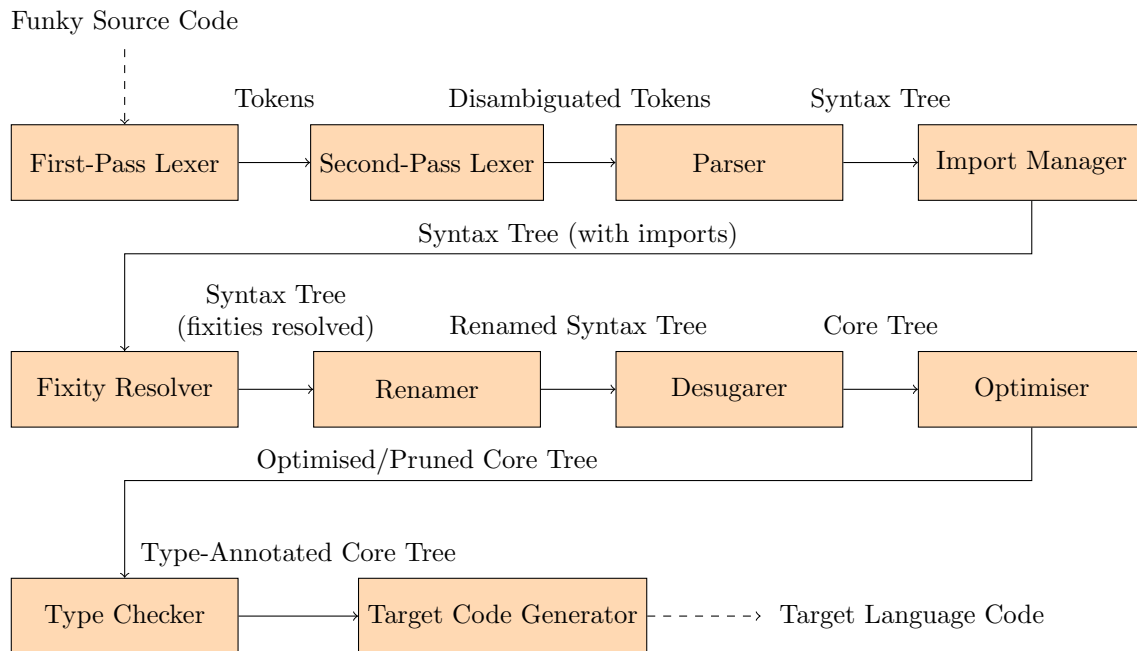 Funky Source Code
Tokens
Disambiguated Tokens
Syntax Tree
First-Pass Lexer
Second-Pass Lexer
Parser
Import Manager
Syntax Tree (with imports)
Syntax Tree
(fixities resolved)
Renamed Syntax Tree
Core Tree
Fixity Resolver
Renamer
Desugarer
Optimiser
Optimised/Pruned Core Tree
Type-Annotated Core Tree
Type Checker
Target Code Generator
Target Language Code